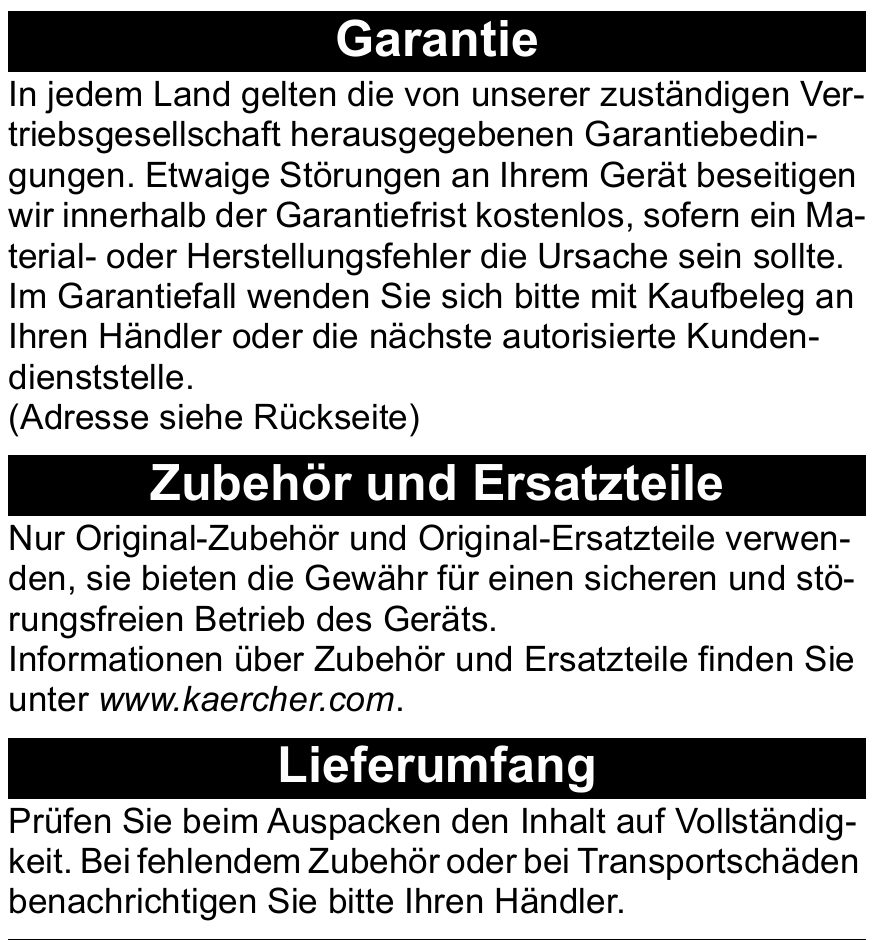 Garantie
In jedem Land gelten die von unserer zuständigen Ver-
triebsgesellschaft herausgegebenen Garantiebedin-
gungen. Etwaige Störungen an Ihrem Gerät beseitigen
wir innerhalb der Garantiefrist kostenlos, sofern ein Ma-
terial- oder Herstellungsfehler die Ursache sein sollte.
Im Garantiefall wenden Sie sich bitte mit Kaufbeleg an
Ihren Händler oder die nächste autorisierte Kunden-
dienststelle.
(Adresse siehe Rückseite)
Zubehör und Ersatzteile
Nur Original-Zubehör und Original-Ersatzteile verwen-
den, sie bieten die Gewähr für einen sicheren und stö-
rungsfreien Betrieb des Geräts.
Informationen über Zubehör und Ersatzteile finden Sie
unter www.kaercher.com.
Lieferumfang
Prüfen Sie beim Auspacken den Inhalt auf Vollständig-
keit. Bei fehlendem Zubehör oder bei Transportschäden
benachrichtigen Sie bitte Ihren Händler.